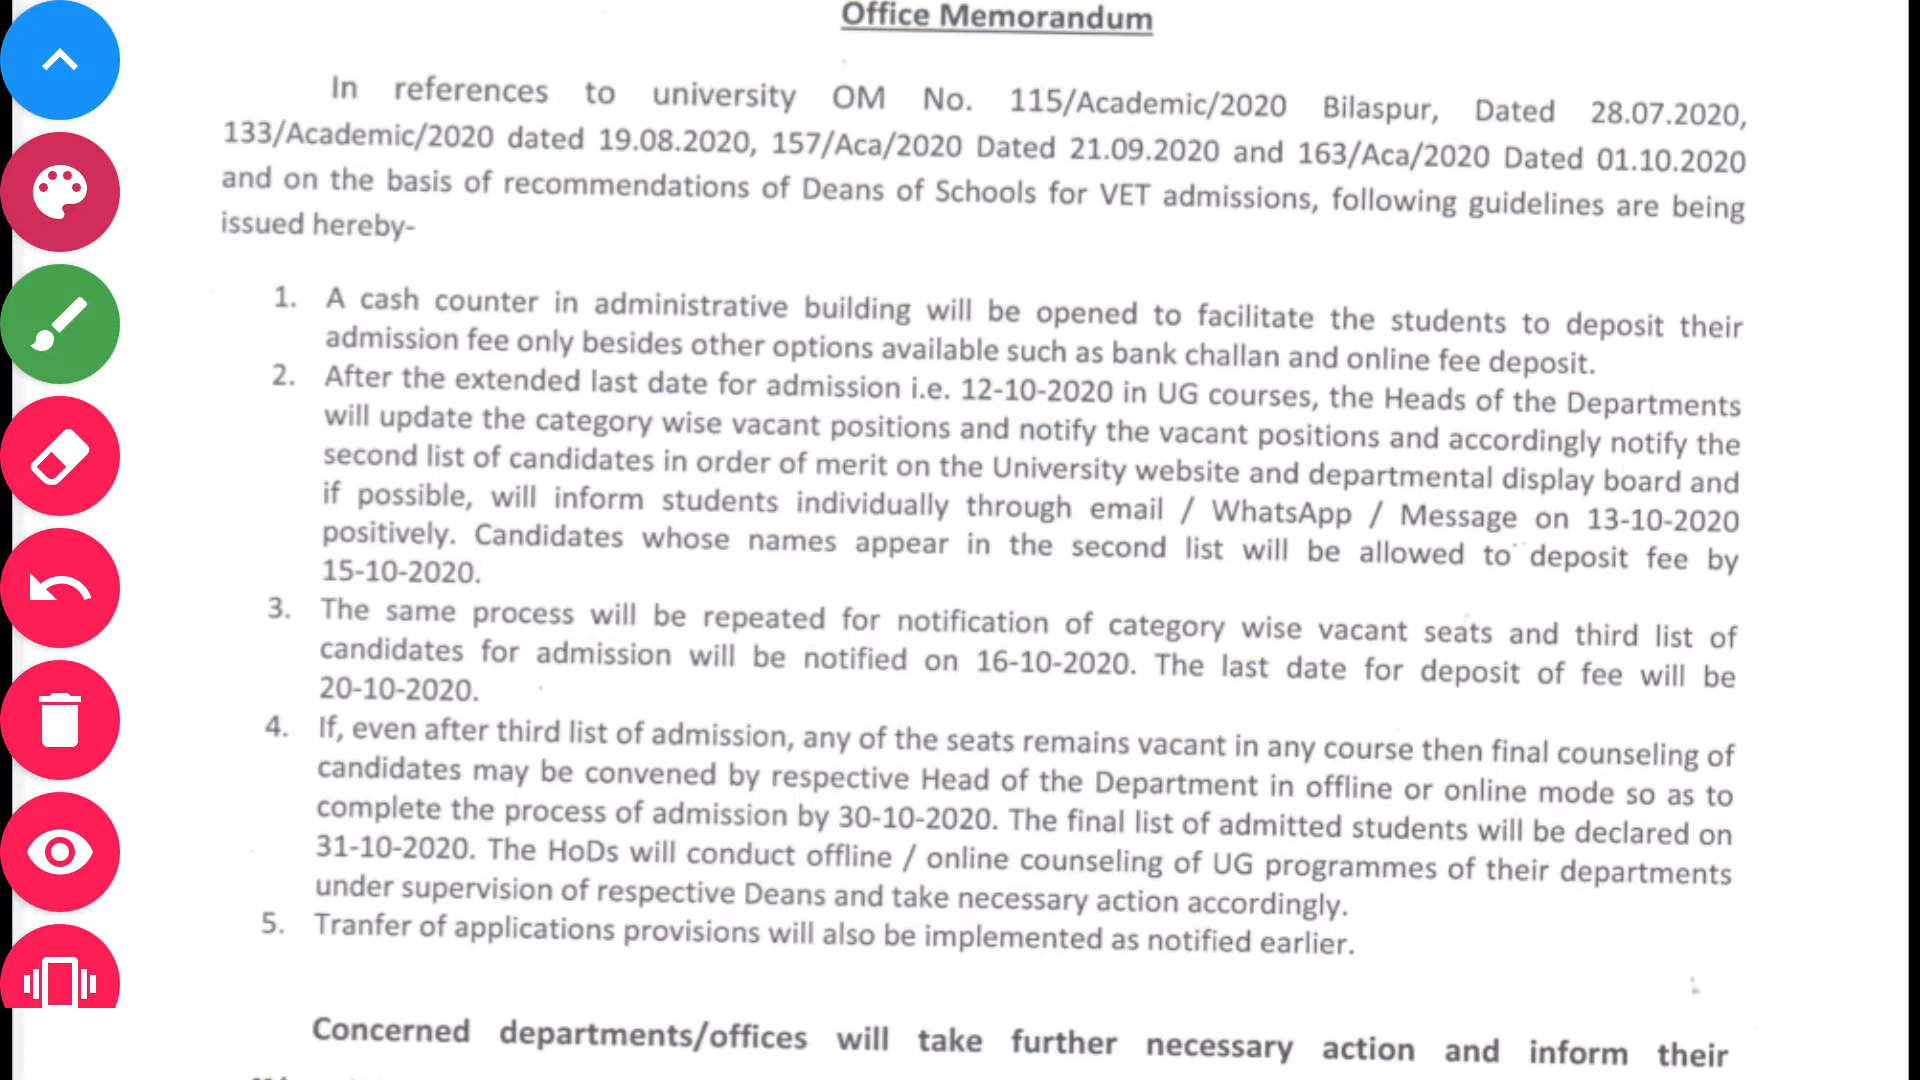 Office Memorandum
In references to university OM No. 115/Academic/2020 Bilaspur, Dated 28.07.2020,
133/Academic/2020 dated 19.08.2020, 157/Aca/2020 Dated 21.09.2020 and 163/Aca/2020 Dated 01.10.2020
and on the basis of recommendations of Deans of Schools for VET admissions, following guidelines are being
issued hereby-
1. A cash counter in administrative building will be opened to facilitate the students to deposit their
admission fee only besides other options available such as bank challan and online fee deposit.
2. After the extended last date for admission i.e. 12-10-2020 in UG courses, the Heads of the Departments
will update the category wise vacant positions and notify the vacant positions and accordingly notify the
second list of candidates in order of merit on the University website and departmental display board and
if possible, will inform students individually through email / WhatsApp / Message on 13-10-2020
positively. Candidates whose names appear in the second list will be allowed to deposit fee by
15-10-2020.
3. The same process will be repeated for notification of category wise vacant seats and third list of
candidates for admission will be notified on 16-10-2020. The last date for deposit of fee will be
20-10-2020.
4. If, even after third list of admission, any of the seats remains vacant in any course then final counseling of
candidates may be convened by respective Head of the Department in offline or online mode so as to
complete the process of admission by 30-10-2020. The final list of admitted students will be declared on
31-10-2020. The HoDs will conduct offline / online counseling of UG programmes of their departments
under supervision of respective Deans and take necessary action accordingly.
5. Tranfer of applications provisions will also be implemented as notified earlier.
Concerned departments/offices will take further necessary action and inform their